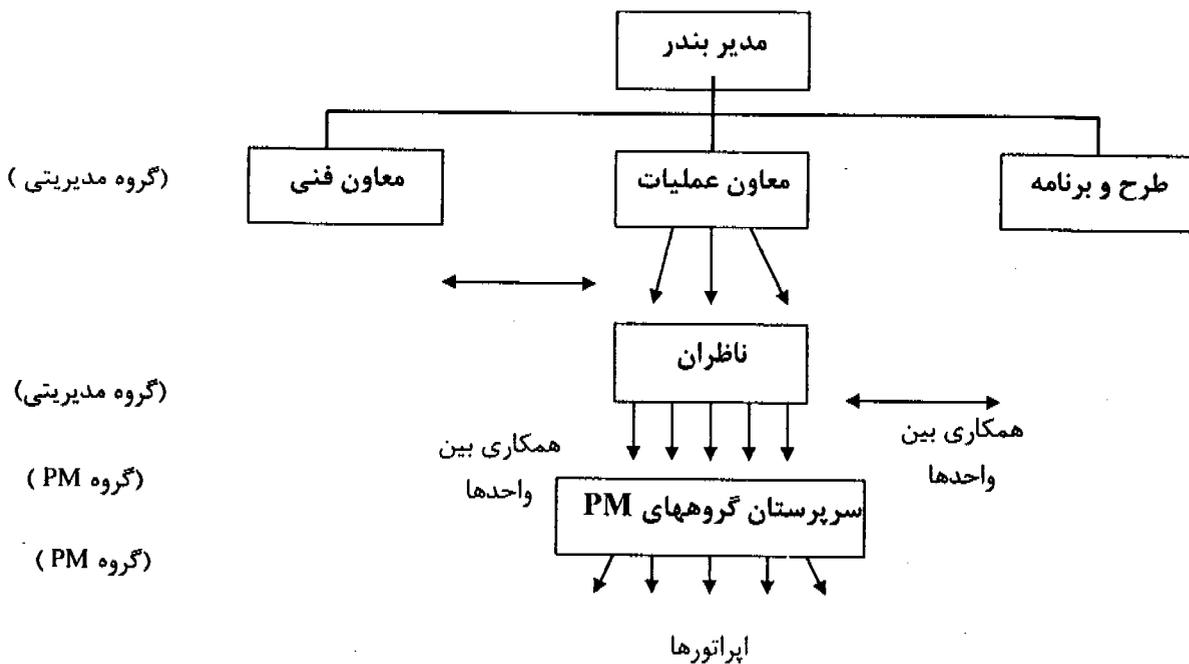 مدیر بندر
طرح و برنامه
معاون عملیات
معاون فنی
(گروه مدیریتی )
ناظران
(گروه مدیریتی)
همکاری بین
واحدها
همکاری بین
واحدها
(گروه PM )
سرپرستان گروههای PM
(گروه PM )
اپراتورها